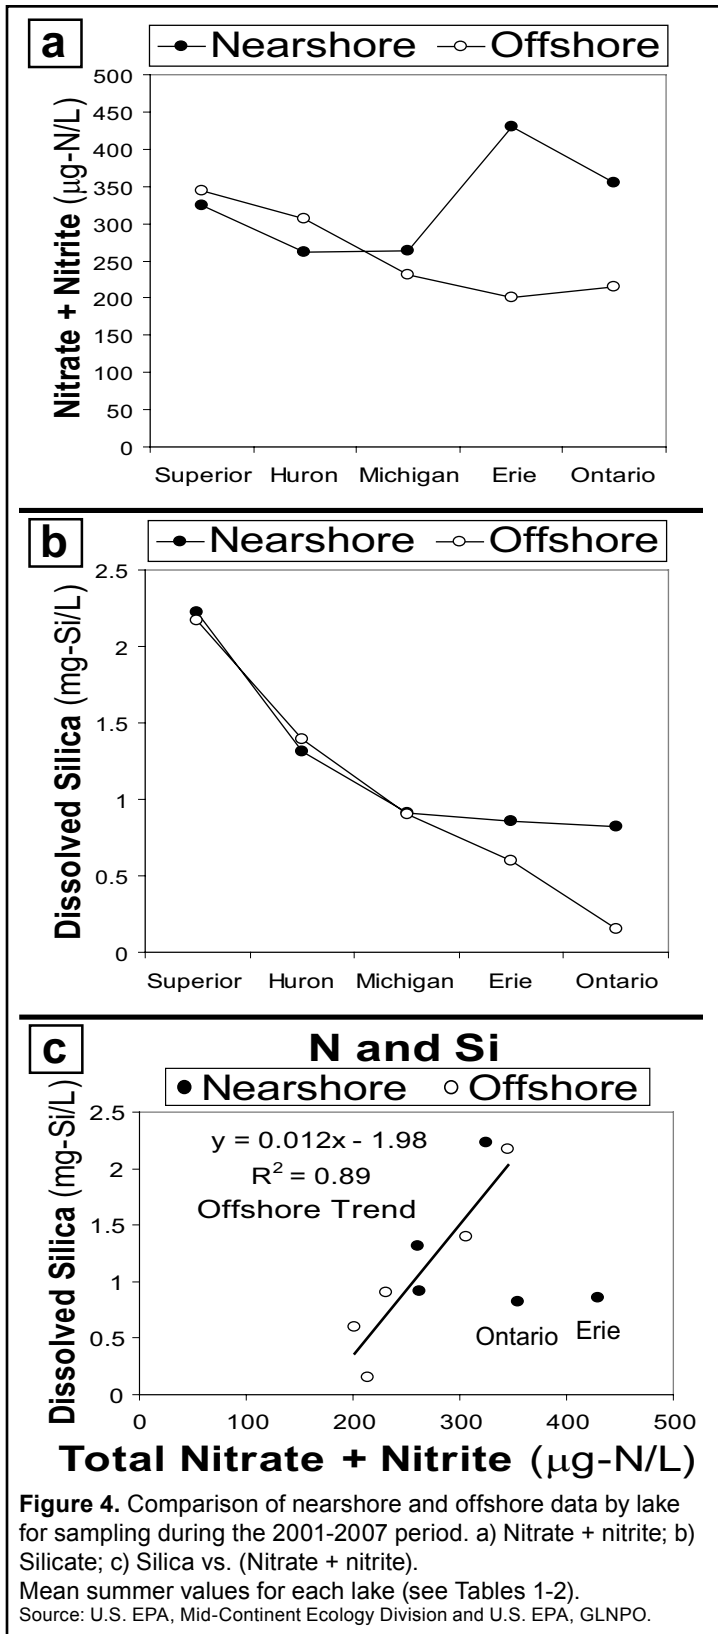 a
Nearshore Offshore
Nitrate + Nitrite (µg-N/L)
500
450
400
350
300
250
200
150
100
50
0
Superior Huron Michigan Erie Ontario
b
Nearshore Offshore
Dissolved Silica (mg-Si/L)
2.5
2
1.5
1
0.5
0
Superior Huron Michigan Erie Ontario
c
N and Si
Nearshore Offshore
Dissolved Silica (mg-Si/L)
2.5
2
1.5
1
0.5
0
y = 0.012x - 1.98
R² = 0.89
Offshore Trend
Ontario Erie
0 100 200 300 400 500
Total Nitrate + Nitrite (µg-N/L)
Figure 4. Comparison of nearshore and offshore data by lake
for sampling during the 2001-2007 period. a) Nitrate + nitrite; b)
Silicate; c) Silica vs. (Nitrate + nitrite).
Mean summer values for each lake (see Tables 1-2).
Source: U.S. EPA, Mid-Continent Ecology Division and U.S. EPA, GLNPO.